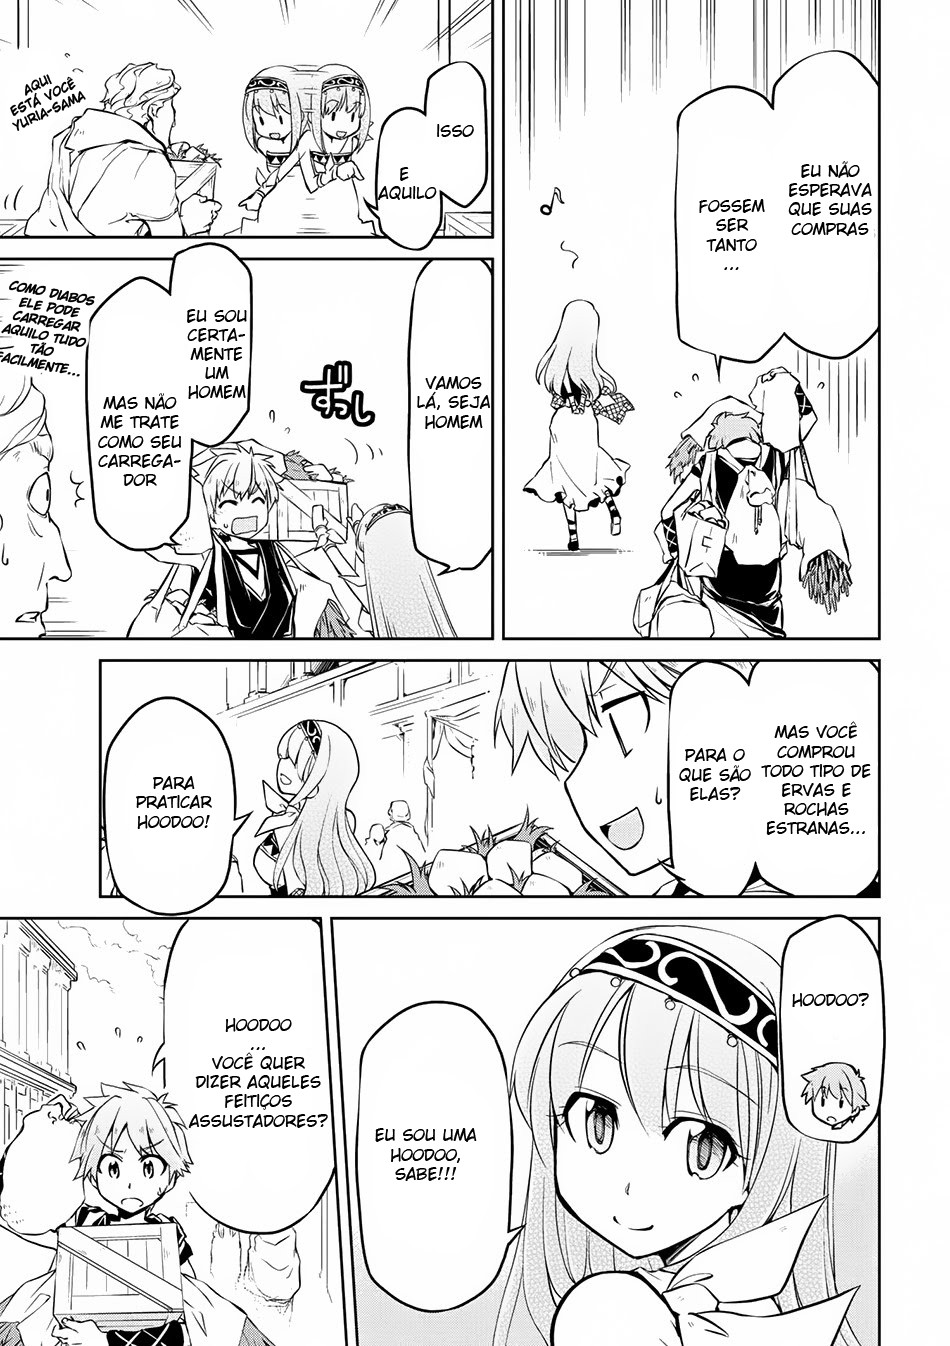 ISSO
E
AQUILO
AQUI
ESTÁ VOCÊ
YURIA-SAMA
EU NÃO
ESPERAVA
QUE SUAS
COMPRAS
FOSSEM
SER
TANTO
...
VAMOS
LÁ, SEJA
HOMEM
ずっし
EU SOU
CERTA-
MENTE
UM
HOMEM
MAS NÃO
ME TRATE
COMO SEU
CARREGA-
DOR
COMO DIABOS
ELE PODE
CARREGAR
AQUILO TUDO
TÃO
FACILMENTE...
MAS VOCÊ
COMPROU
TODO TIPO DE
ERVAS E
ROCHAS
ESTRANAS...
PARA O
QUE SÃO
ELAS?
PARA
PRATICAR
HOODOO!
HOODOO?
EU SOU UMA
HOODOO,
SABE!!!
HOODOO
...
VOCÊ QUER
DIZER AQUELES
FEITIÇOS
ASSUSTADORES?